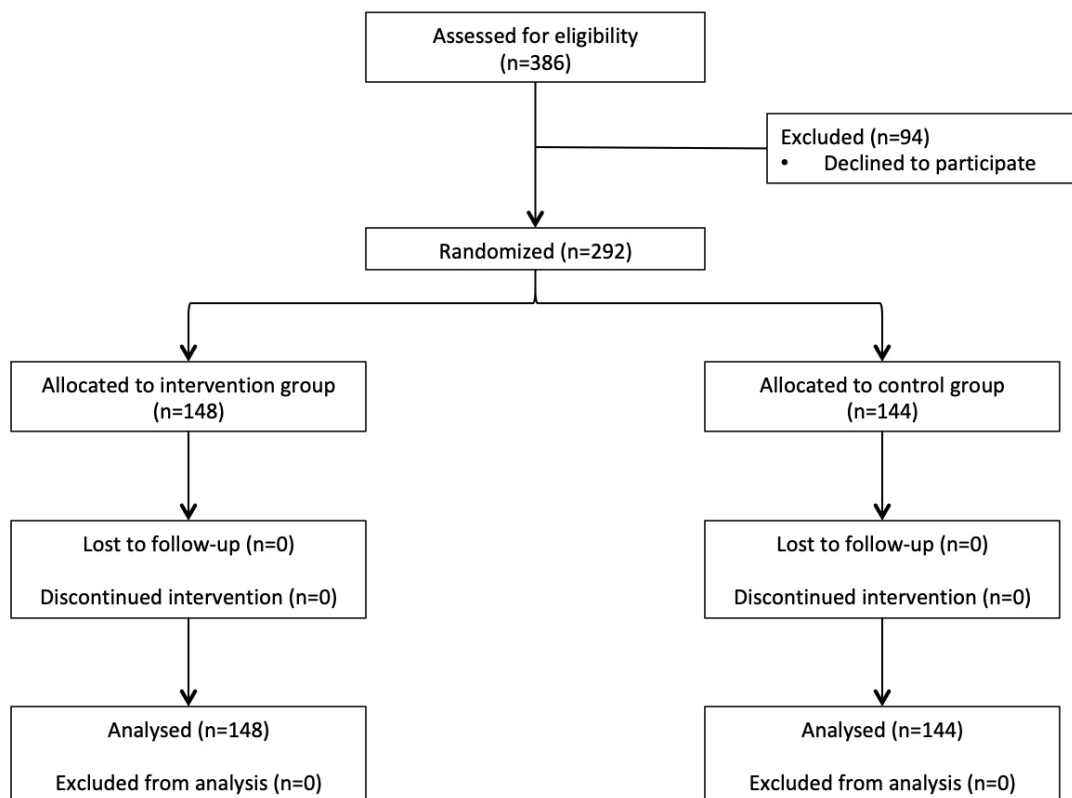 Assessed for eligibility
(n=386)
Excluded (n=94)
• Declined to participate
Randomized (n=292)
Allocated to intervention group
(n=148)
Allocated to control group
(n=144)
Lost to follow-up (n=0)
Discontinued intervention (n=0)
Lost to follow-up (n=0)
Discontinued intervention (n=0)
Analysed (n=148)
Excluded from analysis (n=0)
Analysed (n=144)
Excluded from analysis (n=0)